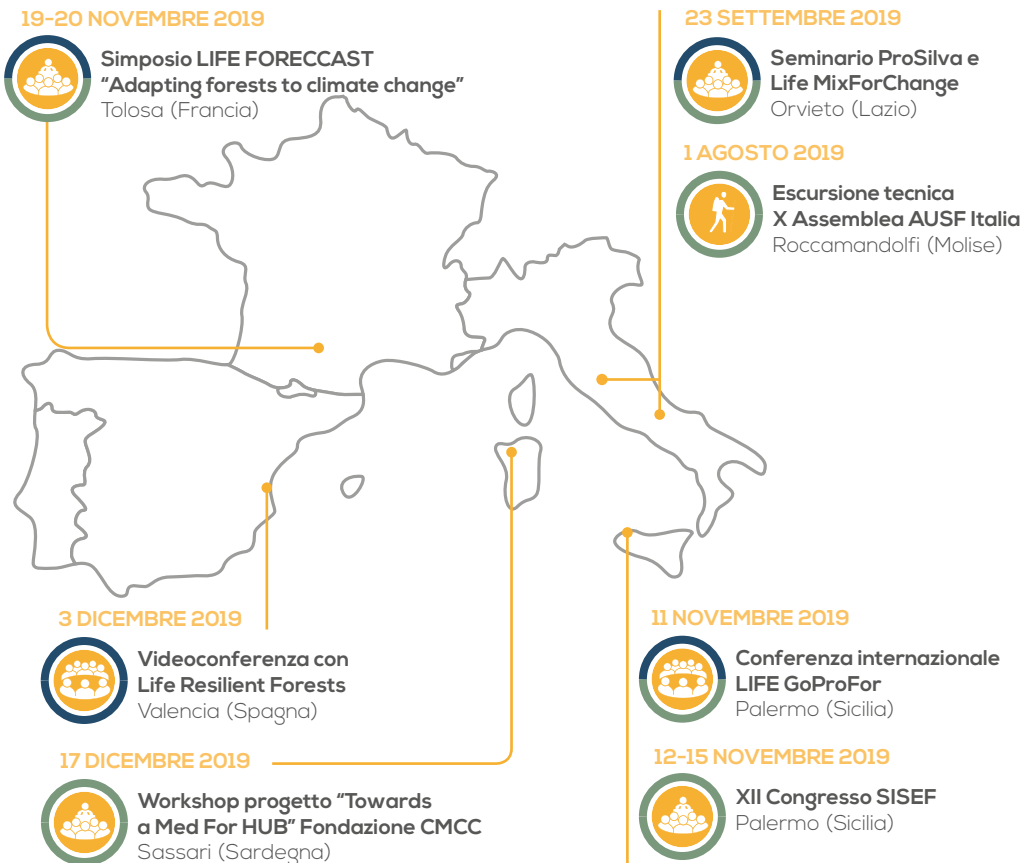 19-20 NOVEMBRE 2019
Simposio LIFE FORECCAST
“Adapting forests to climate change”
Tolosa (Francia)
23 SETTEMBRE 2019
Seminario ProSilva e
Life MixForChange
Orvieto (Lazio)
1 AGOSTO 2019
Escursione tecnica
X Assemblea AUSF Italia
Roccamandolfi (Molise)
3 DICEMBRE 2019
Videoconferenza con
Life Resilient Forests
Valencia (Spagna)
17 DICEMBRE 2019
Workshop progetto “Towards
a Med For HUB” Fondazione CMCC
Sassari (Sardegna)
11 NOVEMBRE 2019
Conferenza internazionale
LIFE GoProFor
Palermo (Sicilia)
12-15 NOVEMBRE 2019
XII Congresso SISEF
Palermo (Sicilia)